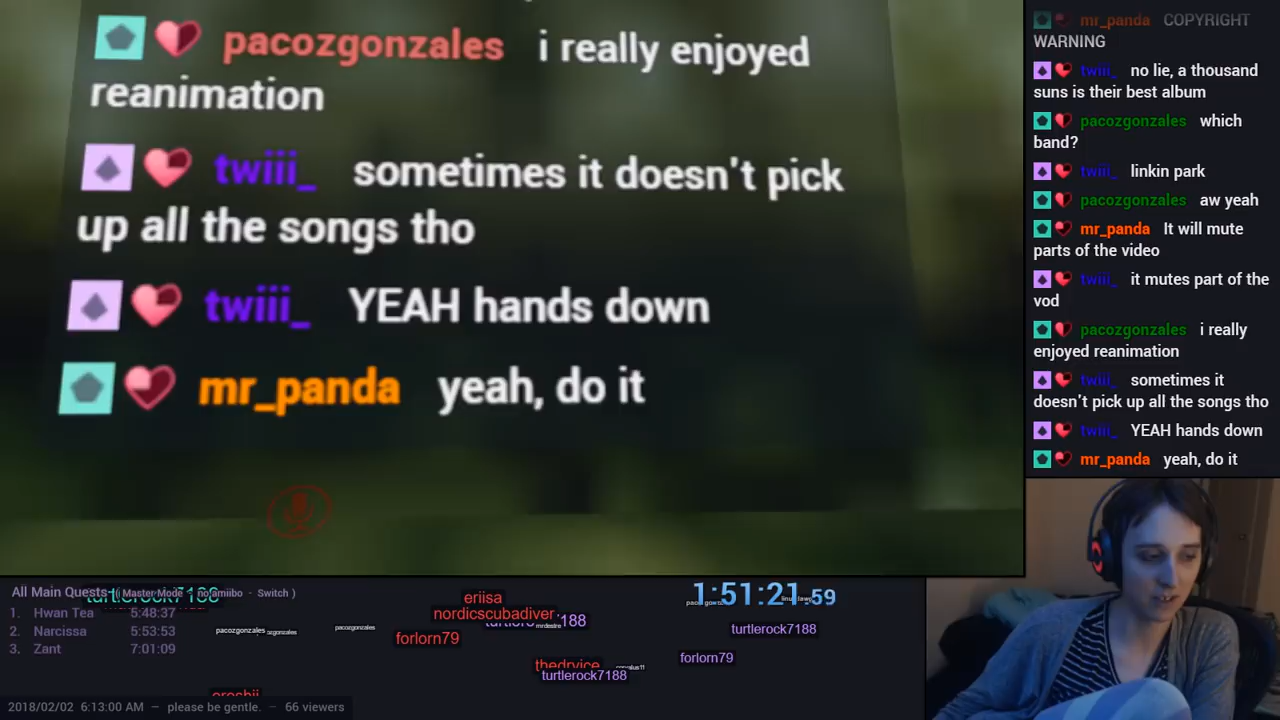 pacozgonzales i really enjoyed
reanimation
twiii_ sometimes it doesn't pick
up all the songs tho
twiii_ YEAH hands down
mr_panda yeah, do it
mr_panda COPYRIGHT
WARNING
twiii_ no lie, a thousand
suns is their best album
pacozgonzales which
band?
twiii_ linkin park
pacozgonzales aw yeah
mr_panda It will mute
parts of the video
twiii_ it mutes part of the
vod
pacozgonzales i really
enjoyed reanimation
twiii_ sometimes it
doesn't pick up all the songs tho
twiii_ YEAH hands down
mr_panda yeah, do it
All Main Quests ( Master Mode - no amiibo - Switch )
turtlerock7188
1. Hwan Tea 5:48:37
2. Narcissa 5:53:53
3. Zant 7:01:09
pacozgonzales
pacozgonzales
eriisa
nordicscubadiver
188
forlorn79
thedrvice
turtlerock7188
1:51:21.59
turtlerock7188
forlorn79
2018/02/02 6:13:00 AM – please be gentle. – 66 viewers